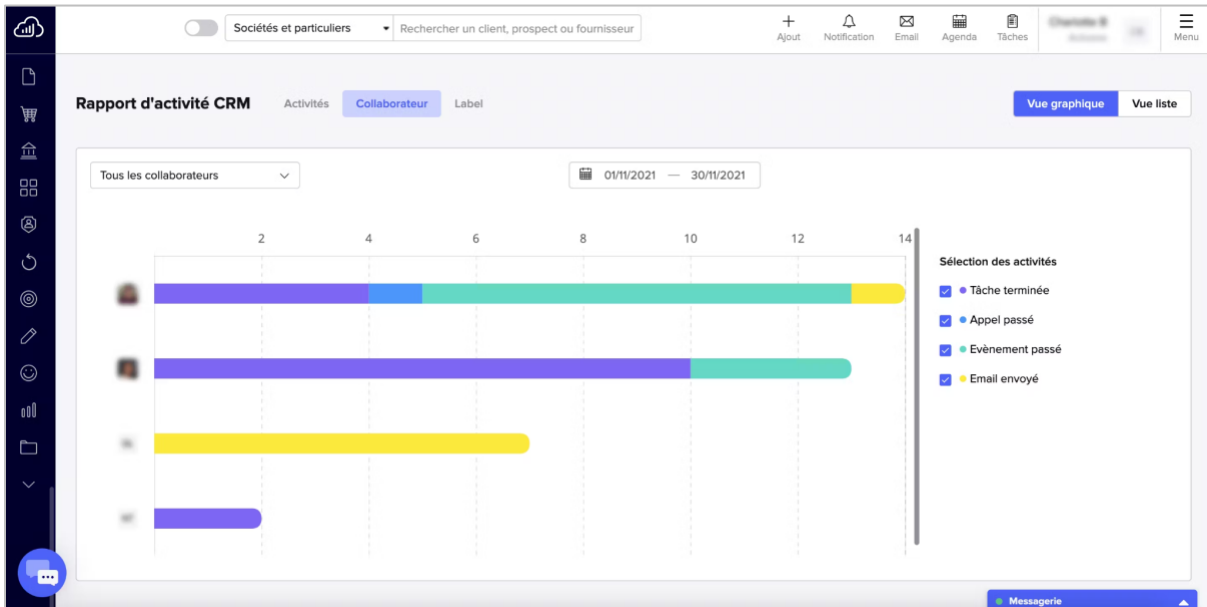 Sociétés et particuliers
Rechercher un client, prospect ou fournisseur
Ajout
Notification
Email
Agenda
Tâches
Menu
Rapport d'activité CRM
Activités
Collaborateur
Label
Vue graphique
Vue liste
Tous les collaborateurs
01/11/2021 — 30/11/2021
2 4 6 8 10 12 14
Sélection des activités
Tâche terminée
Appel passé
Evènement passé
Email envoyé
Messagerie